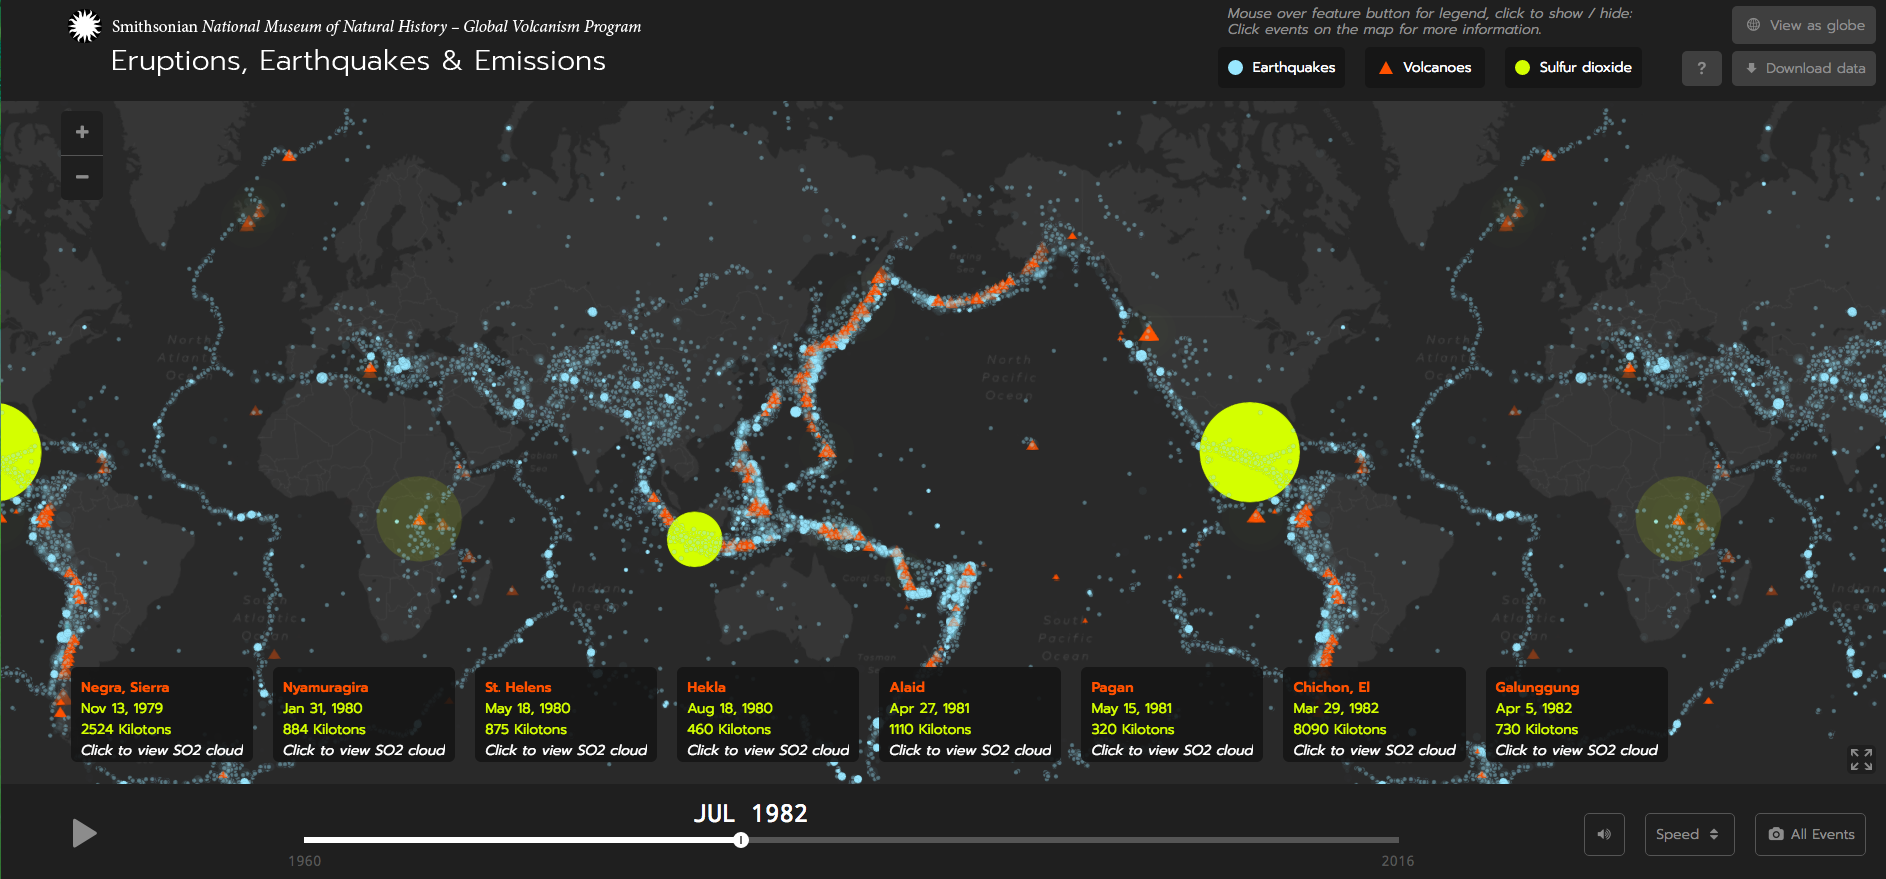 Smithsonian National Museum of Natural History – Global Volcanism Program
Eruptions, Earthquakes & Emissions
Mouse over feature button for legend, click to show / hide:
Click events on the map for more information.
Earthquakes
Volcanoes
Sulfur dioxide
View as globe
?
Download data
+
−
Bering
Sea
North
Atlantic
Ocean
North
Pacific
Ocean
North
Atlantic
Ocean
Coral Sea
Indian
Ocean
South
Atlantic
Ocean
South
Pacific
Ocean
South
Atlantic
Ocean
Indian
Tasman
Negra, Sierra
Nov 13, 1979
2524 Kilotons
Click to view SO2 cloud
Nyamuragira
Jan 31, 1980
884 Kilotons
Click to view SO2 cloud
St. Helens
May 18, 1980
875 Kilotons
Click to view SO2 cloud
Hekla
Aug 18, 1980
460 Kilotons
Click to view SO2 cloud
Alaid
Apr 27, 1981
1110 Kilotons
Click to view SO2 cloud
Pagan
May 15, 1981
320 Kilotons
Click to view SO2 cloud
Chichon, El
Mar 29, 1982
8090 Kilotons
Click to view SO2 cloud
Galunggung
Apr 5, 1982
730 Kilotons
Click to view SO2 cloud
JUL 1982
1960
2016
Speed
All Events